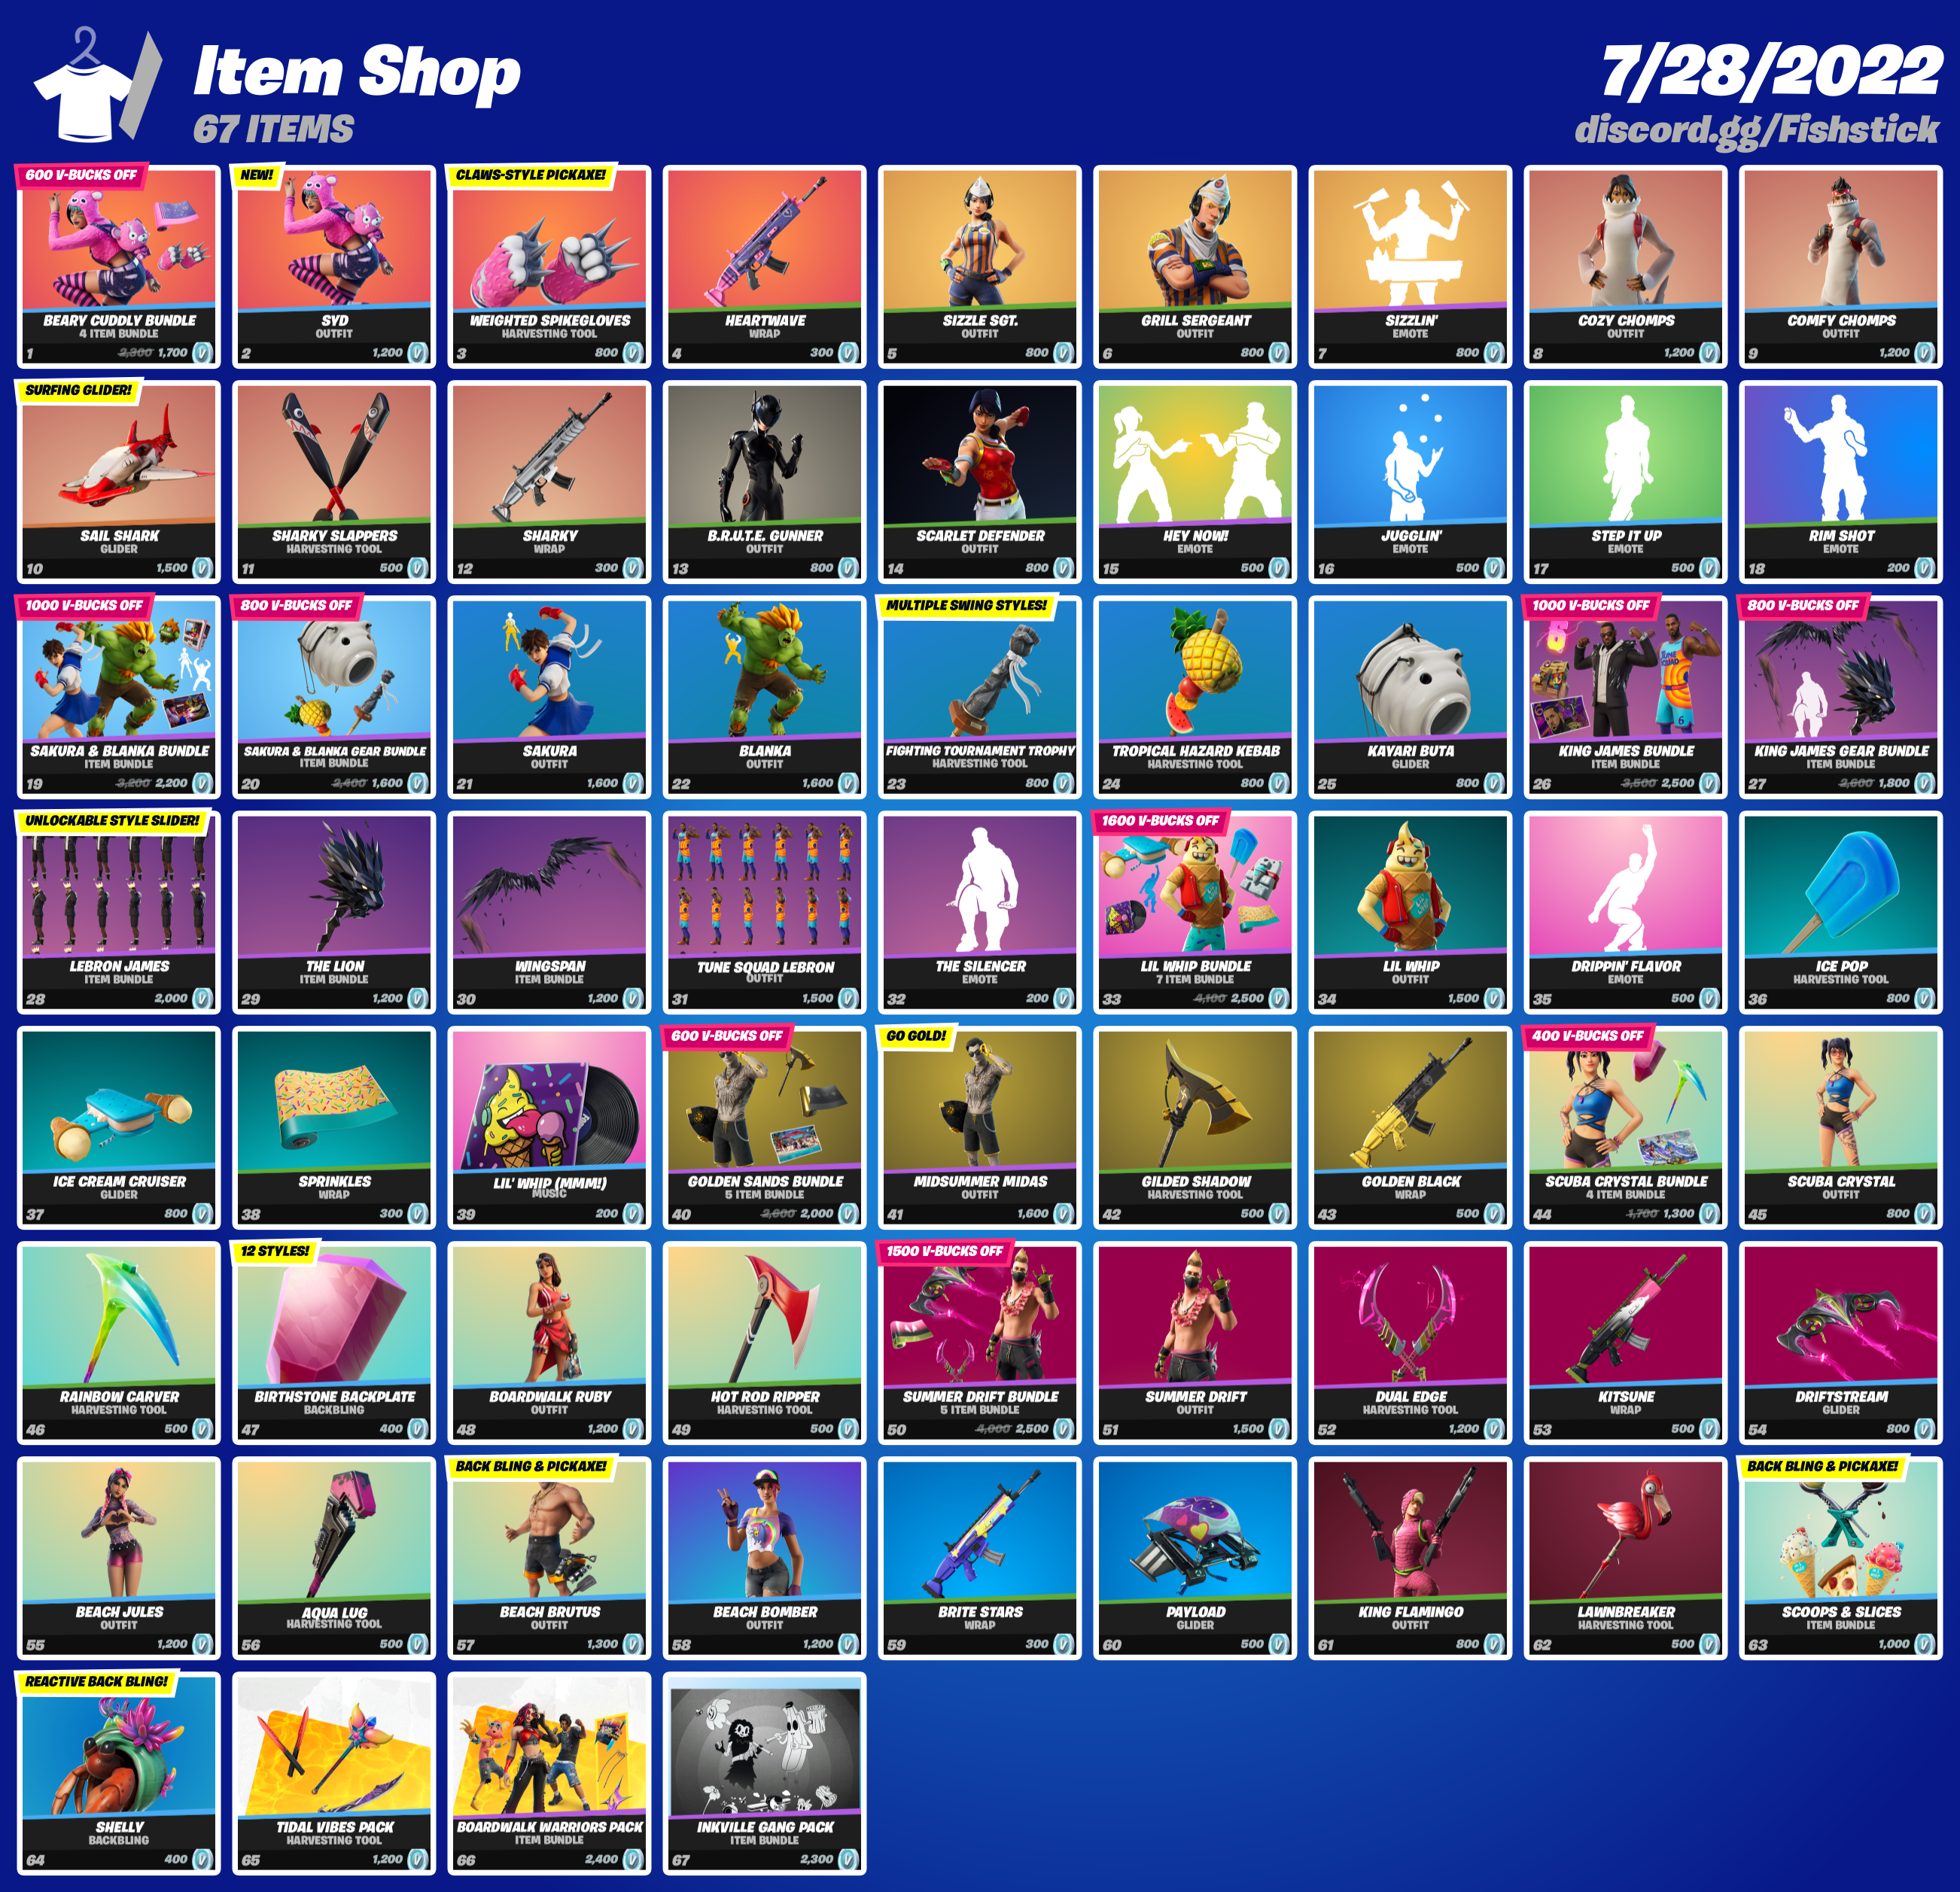 Item Shop
67 ITEMS
7/28/2022
discord.gg/Fishstick
600 V-BUCKS OFF
BEARY CUDDLY BUNDLE
4 ITEM BUNDLE
1 2,300 1,700
NEW!
SYD
OUTFIT
2 1,200
CLAWS-STYLE PICKAXE!
WEIGHTED SPIKEGLOVES
HARVESTING TOOL
3 800
HEARTWAVE
WRAP
4 300
SIZZLE SGT.
OUTFIT
5 800
GRILL SERGEANT
OUTFIT
6 800
SIZZLIN'
EMOTE
7 800
COZY CHOMPS
OUTFIT
8 1,200
COMFY CHOMPS
OUTFIT
9 1,200
SURFING GLIDER!
SAIL SHARK
GLIDER
10 1,500
SHARKY SLAPPERS
HARVESTING TOOL
11 500
SHARKY
WRAP
12 300
B.R.U.T.E. GUNNER
OUTFIT
13 800
SCARLET DEFENDER
OUTFIT
14 800
HEY NOW!
EMOTE
15 500
JUGGLIN'
EMOTE
16 500
STEP IT UP
EMOTE
17 500
RIM SHOT
EMOTE
18 200
1000 V-BUCKS OFF
SAKURA & BLANKA BUNDLE
ITEM BUNDLE
19 3,200 2,200
800 V-BUCKS OFF
SAKURA & BLANKA GEAR BUNDLE
ITEM BUNDLE
20 2,400 1,600
SAKURA
OUTFIT
21 1,600
BLANKA
OUTFIT
22 1,600
MULTIPLE SWING STYLES!
FIGHTING TOURNAMENT TROPHY
HARVESTING TOOL
23 800
TROPICAL HAZARD KEBAB
HARVESTING TOOL
24 800
KAYARI BUTA
GLIDER
25 800
1000 V-BUCKS OFF
KING JAMES BUNDLE
ITEM BUNDLE
26 3,500 2,500
800 V-BUCKS OFF
KING JAMES GEAR BUNDLE
ITEM BUNDLE
27 2,600 1,800
UNLOCKABLE STYLE SLIDER!
LEBRON JAMES
ITEM BUNDLE
28 2,000
THE LION
ITEM BUNDLE
29 1,200
WINGSPAN
ITEM BUNDLE
30 1,200
TUNE SQUAD LEBRON
OUTFIT
31 1,500
THE SILENCER
EMOTE
32 200
1600 V-BUCKS OFF
LIL WHIP BUNDLE
7 ITEM BUNDLE
33 4,100 2,500
LIL WHIP
OUTFIT
34 1,500
DRIPPIN' FLAVOR
EMOTE
35 500
ICE POP
HARVESTING TOOL
36 800
ICE CREAM CRUISER
GLIDER
37 800
SPRINKLES
WRAP
38 300
LIL' WHIP (MMM!)
MUSIC
39 200
600 V-BUCKS OFF
GOLDEN SANDS BUNDLE
5 ITEM BUNDLE
40 2,600 2,000
GO GOLD!
MIDSUMMER MIDAS
OUTFIT
41 1,600
GILDED SHADOW
HARVESTING TOOL
42 500
GOLDEN BLACK
WRAP
43 500
400 V-BUCKS OFF
SCUBA CRYSTAL BUNDLE
4 ITEM BUNDLE
44 1,700 1,300
SCUBA CRYSTAL
OUTFIT
45 800
RAINBOW CARVER
HARVESTING TOOL
46 500
12 STYLES!
BIRTHSTONE BACKPLATE
BACKBLING
47 400
BOARDWALK RUBY
OUTFIT
48 1,200
HOT ROD RIPPER
HARVESTING TOOL
49 500
1500 V-BUCKS OFF
SUMMER DRIFT BUNDLE
5 ITEM BUNDLE
50 4,000 2,500
SUMMER DRIFT
OUTFIT
51 1,500
DUAL EDGE
HARVESTING TOOL
52 1,200
KITSUNE
WRAP
53 500
DRIFTSTREAM
GLIDER
54 800
BEACH JULES
OUTFIT
55 1,200
AQUA LUG
HARVESTING TOOL
56 500
BACK BLING & PICKAXE!
BEACH BRUTUS
OUTFIT
57 1,300
BEACH BOMBER
OUTFIT
58 1,200
BRITE STARS
WRAP
59 300
PAYLOAD
GLIDER
60 500
KING FLAMINGO
OUTFIT
61 800
LAWNBREAKER
HARVESTING TOOL
62 500
BACK BLING & PICKAXE!
SCOOPS & SLICES
ITEM BUNDLE
63 1,000
REACTIVE BACK BLING!
SHELLY
BACKBLING
64 400
TIDAL VIBES PACK
HARVESTING TOOL
65 1,200
BOARDWALK WARRIORS PACK
ITEM BUNDLE
66 2,400
INKVILLE GANG PACK
ITEM BUNDLE
67 2,300